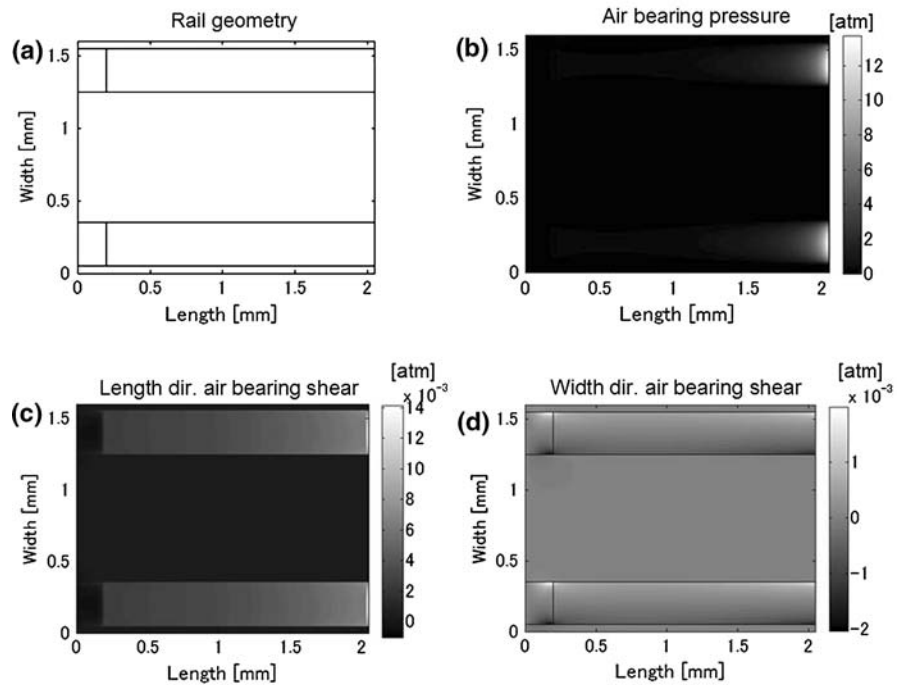 Rail geometry
(a)
1.5
1
0.5
0
Width [mm]
0 0.5 1 1.5 2
Length [mm]
Air bearing pressure
[atm]
(b)
1.5
1
0.5
0
Width [mm]
0 0.5 1 1.5 2
Length [mm]
12
10
8
6
4
2
0
Length dir. air bearing shear
[atm]
x 10⁻³
(c)
1.5
1
0.5
0
Width [mm]
0 0.5 1 1.5 2
Length [mm]
14
12
10
8
6
4
2
0
Width dir. air bearing shear
[atm]
x 10⁻³
(d)
1.5
1
0.5
0
Width [mm]
0 0.5 1 1.5 2
Length [mm]
1
0
−1
−2